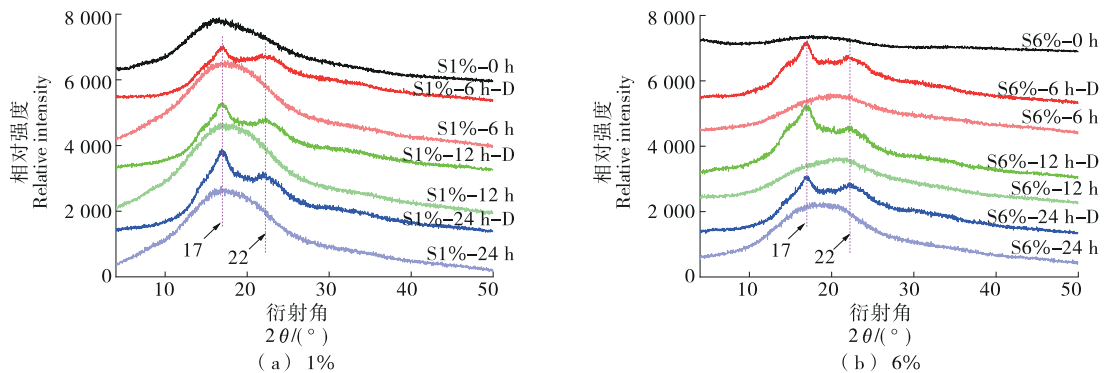 8 000
6 000
4 000
2 000
0
相对强度
Relative intensity
S1%−0 h
S1%−6 h−D
S1%−6 h
S1%−12 h−D
S1%−12 h
S1%−24 h−D
S1%−24 h
17
22
10
20
30
40
50
衍射角
2θ/(°)
(a) 1%
8 000
6 000
4 000
2 000
0
相对强度
Relative intensity
S6%−0 h
S6%−6 h−D
S6%−6 h
S6%−12 h−D
S6%−12 h
S6%−24 h−D
S6%−24 h
17
22
10
20
30
40
50
衍射角
2θ/(°)
(b) 6%